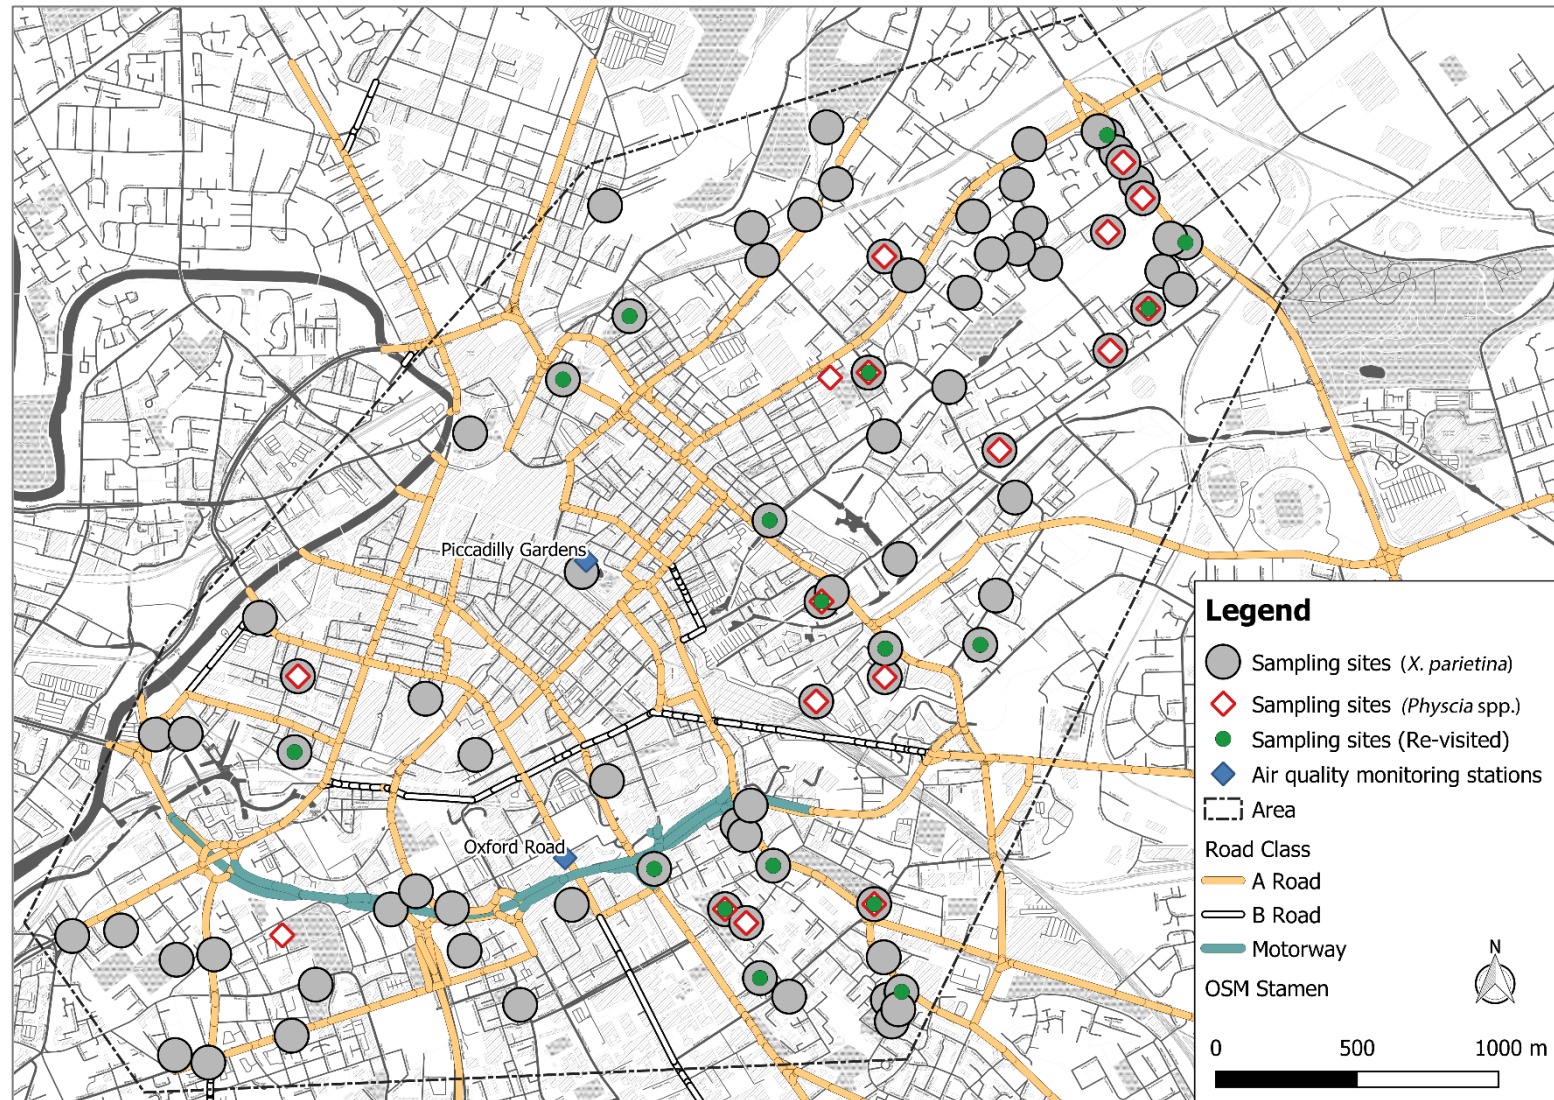 Piccadilly Gardens
Oxford Road
Legend
Sampling sites (X. parietina)
Sampling sites (Physcia spp.)
Sampling sites (Re-visited)
Air quality monitoring stations
Area
Road Class
A Road
B Road
Motorway
OSM Stamen
N
0 500 1000 m